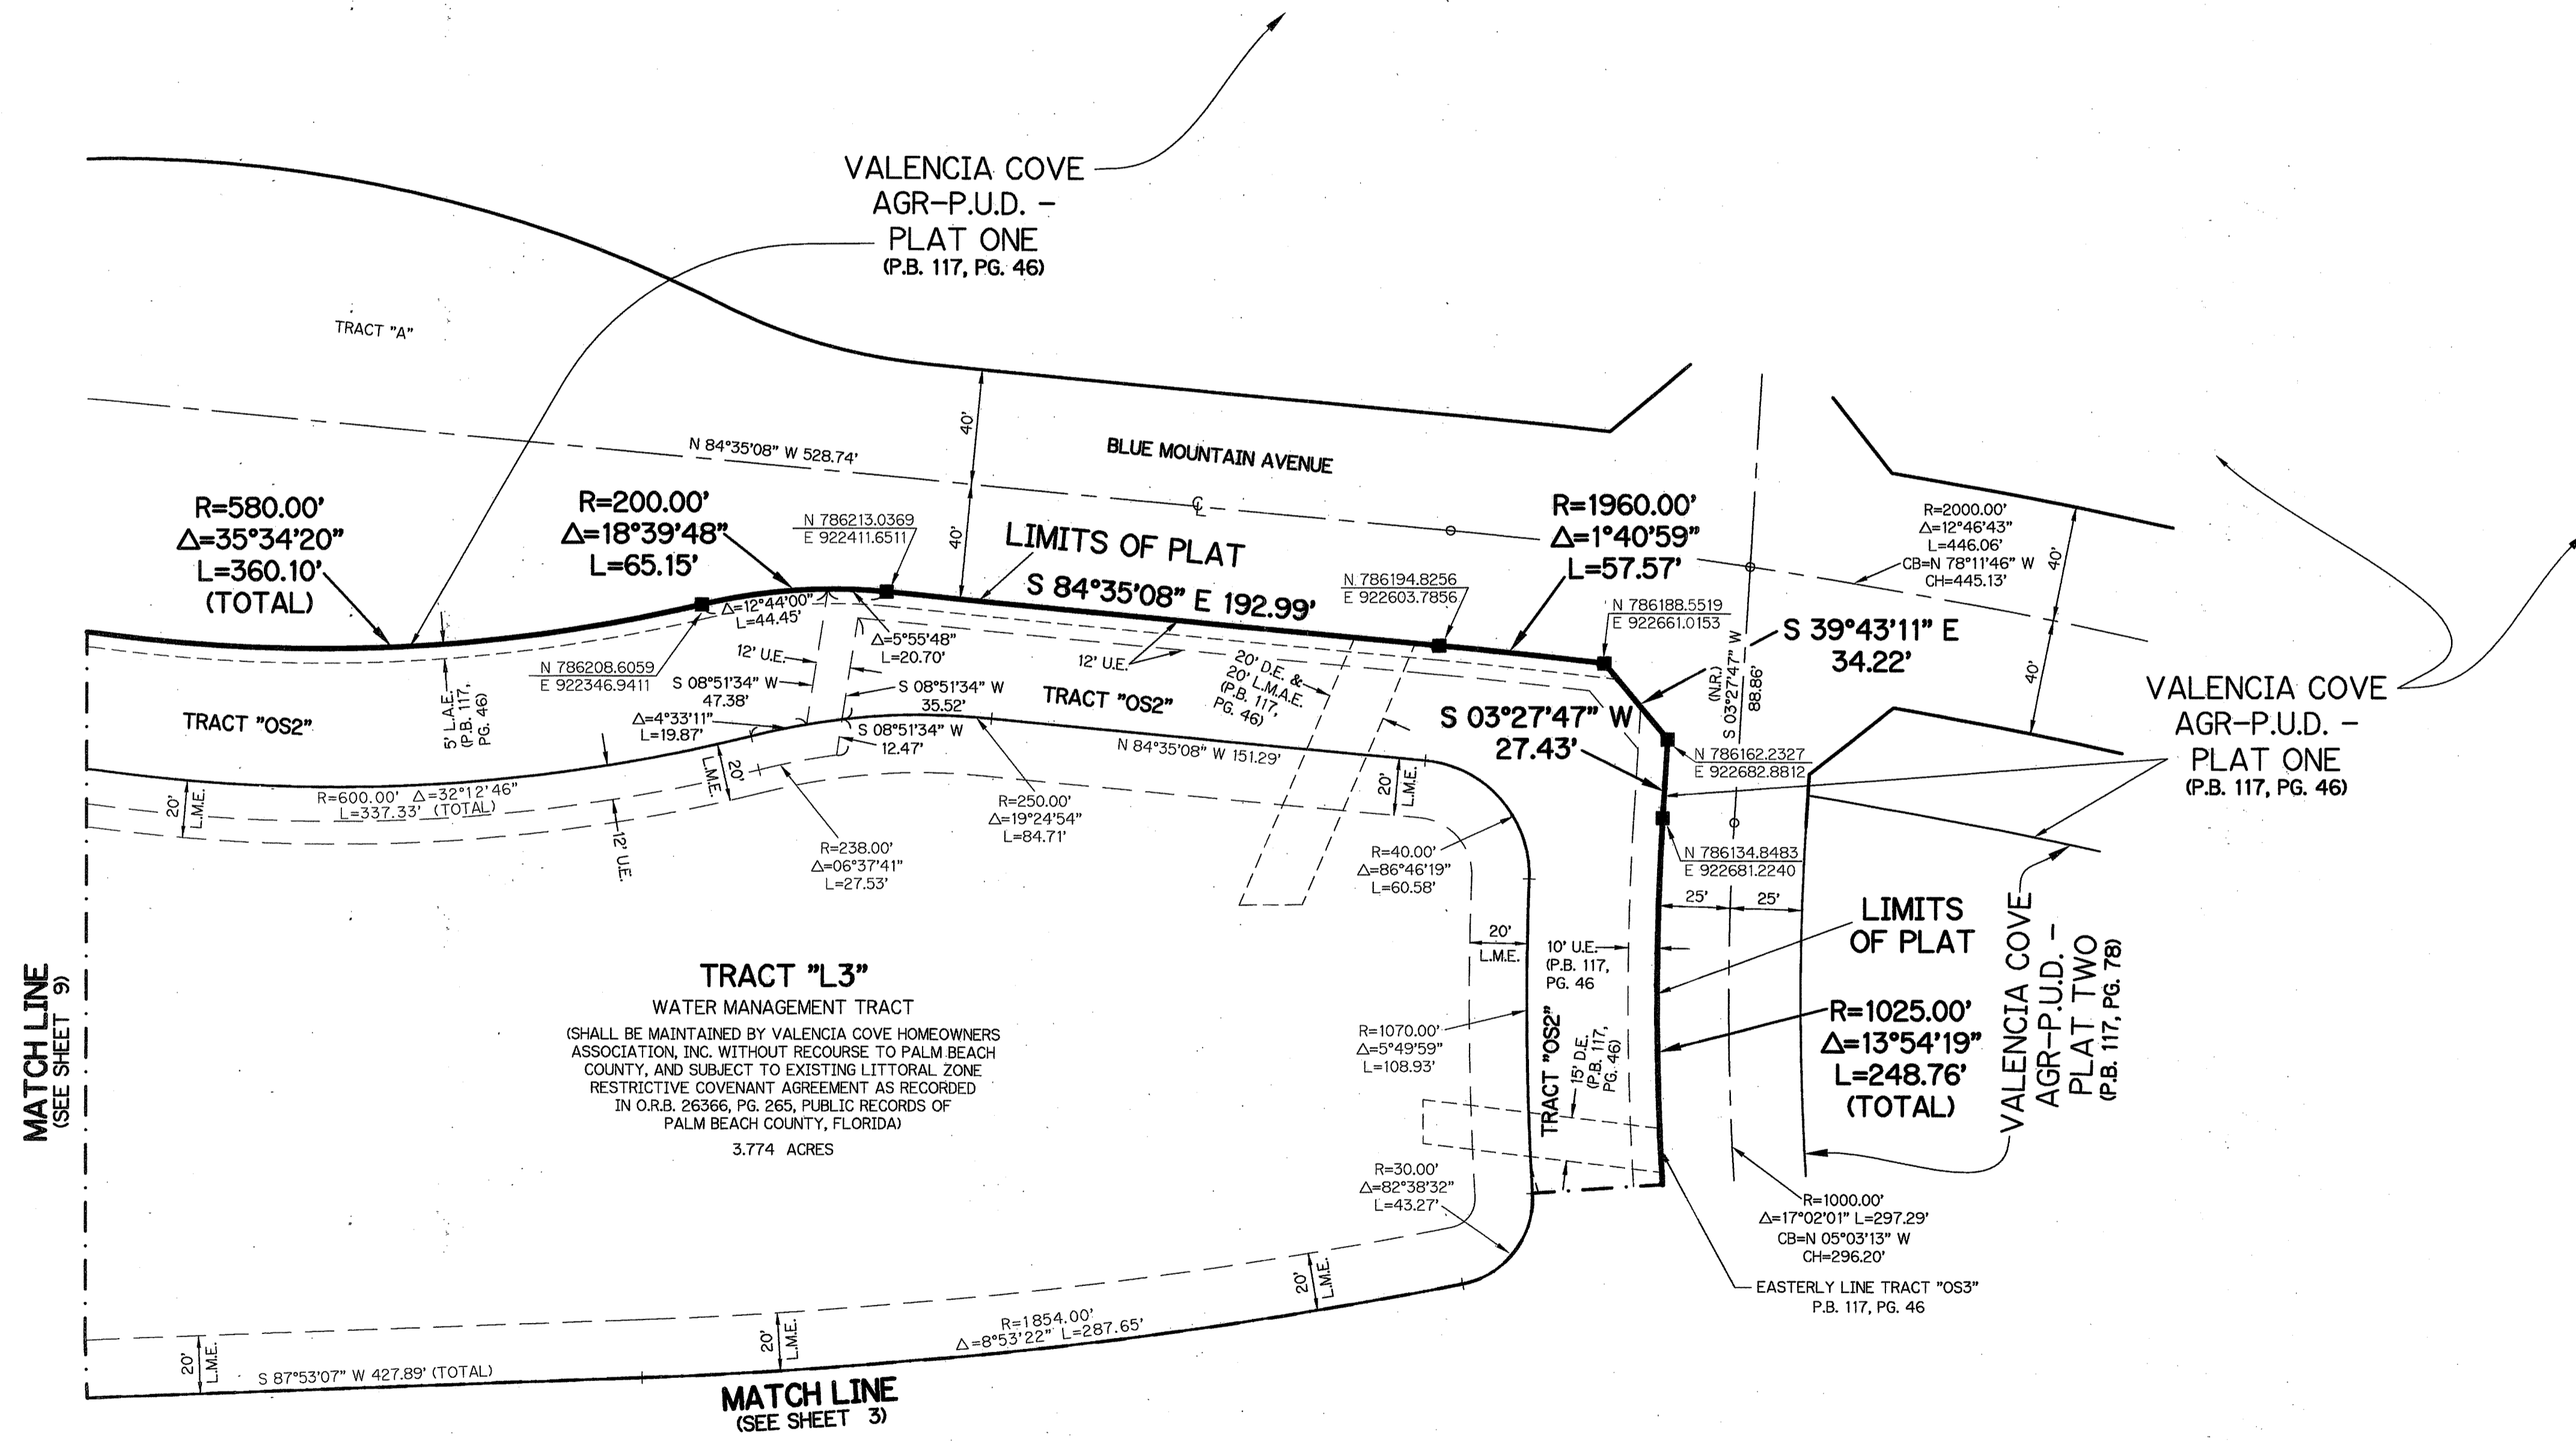 VALENCIA COVE
AGR-P.U.D. -
PLAT ONE
(P.B. 117, PG. 46)
TRACT "A"
40'
N 84°35'08" W 528.74'
BLUE MOUNTAIN AVENUE
℄
40'
R=580.00'
Δ=35°34'20"
L=360.10'
(TOTAL)
R=200.00'
Δ=18°39'48"
L=65.15'
N 786213.0369
E 922411.6511
LIMITS OF PLAT
S 84°35'08" E 192.99'
R=1960.00'
Δ=1°40'59"
L=57.57'
N 786194.8256
E 922603.7856
N 786188.5519
E 922661.0153
R=2000.00'
Δ=12°46'43"
L=446.06'
CB=N 78°11'46" W
CH=445.13'
40'
40'
S 39°43'11" E
34.22'
(N.R.)
S 03°27'47" W
88.86'
Δ=12°44'00"
L=44.45'
Δ=5°55'48"
L=20.70'
12' U.E.
12' U.E.
N 786208.6059
E 922346.9411
S 08°51'34" W
47.38'
S 08°51'34" W
35.52'
Δ=4°33'11"
L=19.87'
S 08°51'34" W
12.47'
TRACT "OS2"
5' L.A.E.
(P.B. 117,
PG. 46)
TRACT "OS2"
20' D.E. &
20' L.M.A.E.
(P.B. 117,
PG. 46)
N 84°35'08" W 151.29'
S 03°27'47" W
27.43'
N 786162.2327
E 922682.8812
VALENCIA COVE
AGR-P.U.D. -
PLAT ONE
(P.B. 117, PG. 46)
20'
L.M.E.
R=600.00' Δ=32°12'46"
L=337.33' (TOTAL)
12' U.E.
20'
L.M.E.
R=238.00'
Δ=06°37'41"
L=27.53'
R=250.00'
Δ=19°24'54"
L=84.71'
20'
L.M.E.
R=40.00'
Δ=86°46'19"
L=60.58'
N 786134.8483
E 922681.2240
25'
25'
LIMITS
OF PLAT
VALENCIA COVE
AGR-P.U.D. -
PLAT TWO
(P.B. 117, PG. 78)
20'
L.M.E.
10' U.E.
(P.B. 117,
PG. 46
MATCH LINE
(SEE SHEET 9)
TRACT "L3"
WATER MANAGEMENT TRACT
(SHALL BE MAINTAINED BY VALENCIA COVE HOMEOWNERS
ASSOCIATION, INC. WITHOUT RECOURSE TO PALM BEACH
COUNTY, AND SUBJECT TO EXISTING LITTORAL ZONE
RESTRICTIVE COVENANT AGREEMENT AS RECORDED
IN O.R.B. 26366, PG. 265, PUBLIC RECORDS OF
PALM BEACH COUNTY, FLORIDA)
3.774 ACRES
R=1070.00'
Δ=5°49'59"
L=108.93'
TRACT "OS2"
15' D.E.
(P.B. 117,
PG. 46)
R=1025.00'
Δ=13°54'19"
L=248.76'
(TOTAL)
R=30.00'
Δ=82°38'32"
L=43.27'
R=1000.00'
Δ=17°02'01" L=297.29'
CB=N 05°03'13" W
CH=296.20'
EASTERLY LINE TRACT "OS3"
P.B. 117, PG. 46
20'
L.M.E.
20'
L.M.E.
20'
L.M.E.
R=1854.00'
Δ=8°53'22" L=287.65'
S 87°53'07" W 427.89' (TOTAL)
MATCH LINE
(SEE SHEET 3)